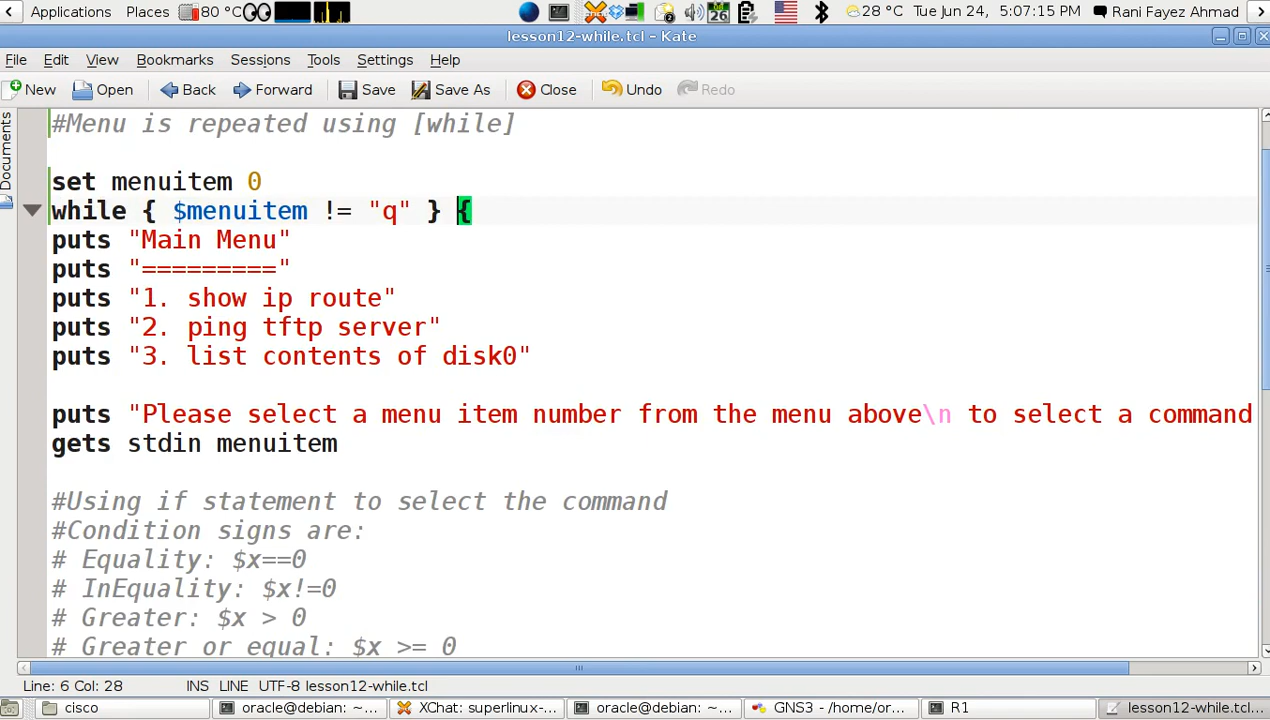 Applications Places 80 °C 26 28 °C Tue Jun 24, 5:07:15 PM Rani Fayez Ahmad
lesson12-while.tcl - Kate
File Edit View Bookmarks Sessions Tools Settings Help
New Open Back Forward Save Save As Close Undo Redo
Documents
#Menu is repeated using [while]
set menuitem 0
while { $menuitem != "q" } {
puts "Main Menu"
puts "========="
puts "1. show ip route"
puts "2. ping tftp server"
puts "3. list contents of disk0"
puts "Please select a menu item number from the menu above\n to select a command
gets stdin menuitem
#Using if statement to select the command
#Condition signs are:
# Equality: $x==0
# InEquality: $x!=0
# Greater: $x > 0
# Greater or equal: $x >= 0
Line: 6 Col: 28 INS LINE UTF-8 lesson12-while.tcl
cisco oracle@debian: ~... XChat: superlinux-... oracle@debian: ~... GNS3 - /home/or... R1 lesson12-while.tcl...